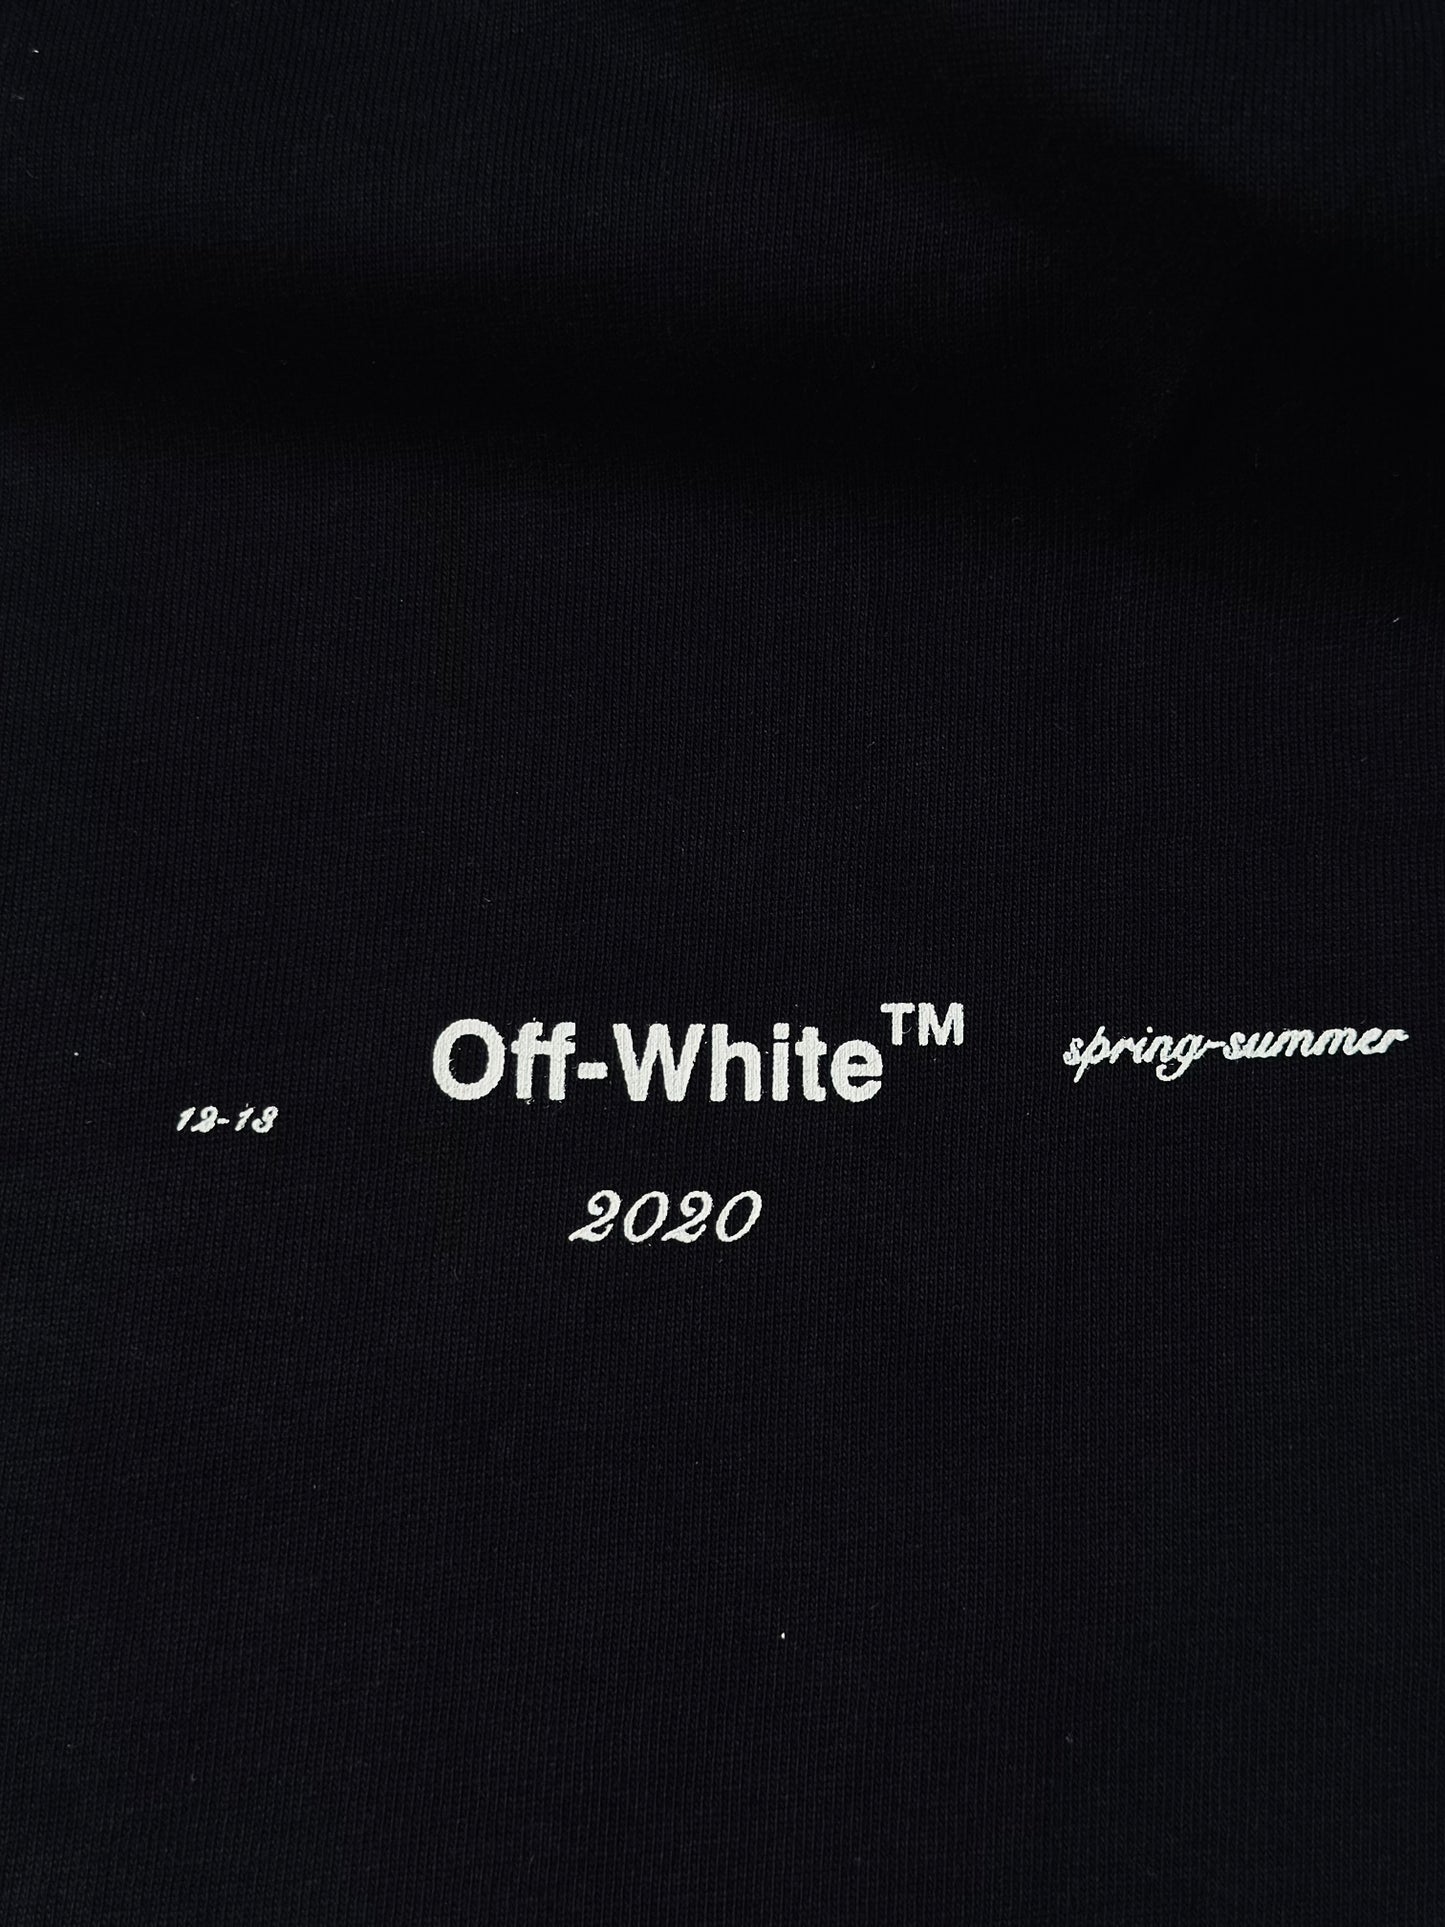 Off-White™
spring-summer
12-13
2020